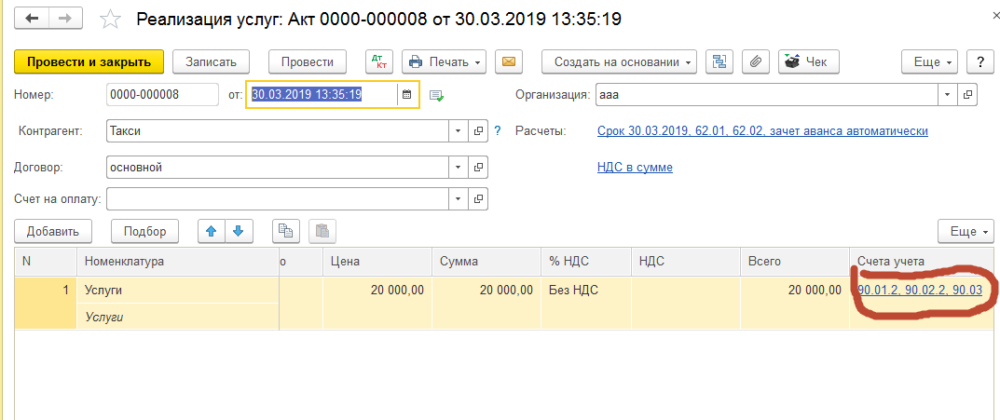 Реализация услуг: Акт 0000-000008 от 30.03.2019 13:35:19
Провести и закрыть Записать Провести Дт Кт Печать Создать на основании Чек Еще ?
Номер: 0000-000008 от: 30.03.2019 13:35:19 Организация: ааа
Контрагент: Такси ? Расчеты: Срок 30.03.2019, 62.01, 62.02, зачет аванса автоматически
Договор: основной НДС в сумме
Счет на оплату:
Добавить Подбор Еще
N Номенклатура о Цена Сумма % НДС НДС Всего Счета учета
1 Услуги 20 000,00 20 000,00 Без НДС 20 000,00 90.01.2, 90.02.2, 90.03
Услуги